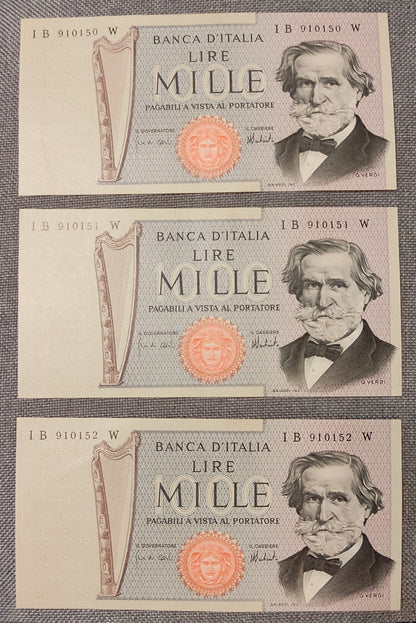 I B 910150 W I B 910150 W
BANCA D'ITALIA
LIRE
MILLE
PAGABILI A VISTA AL PORTATORE
IL GOVERNATORE IL CASSIERE
G.VERDI
I B 910151 W I B 910151 W
BANCA D'ITALIA
LIRE
MILLE
PAGABILI A VISTA AL PORTATORE
IL GOVERNATORE IL CASSIERE
G.VERDI
I B 910152 W I B 910152 W
BANCA D'ITALIA
LIRE
MILLE
PAGABILI A VISTA AL PORTATORE
IL GOVERNATORE IL CASSIERE
G.VERDI